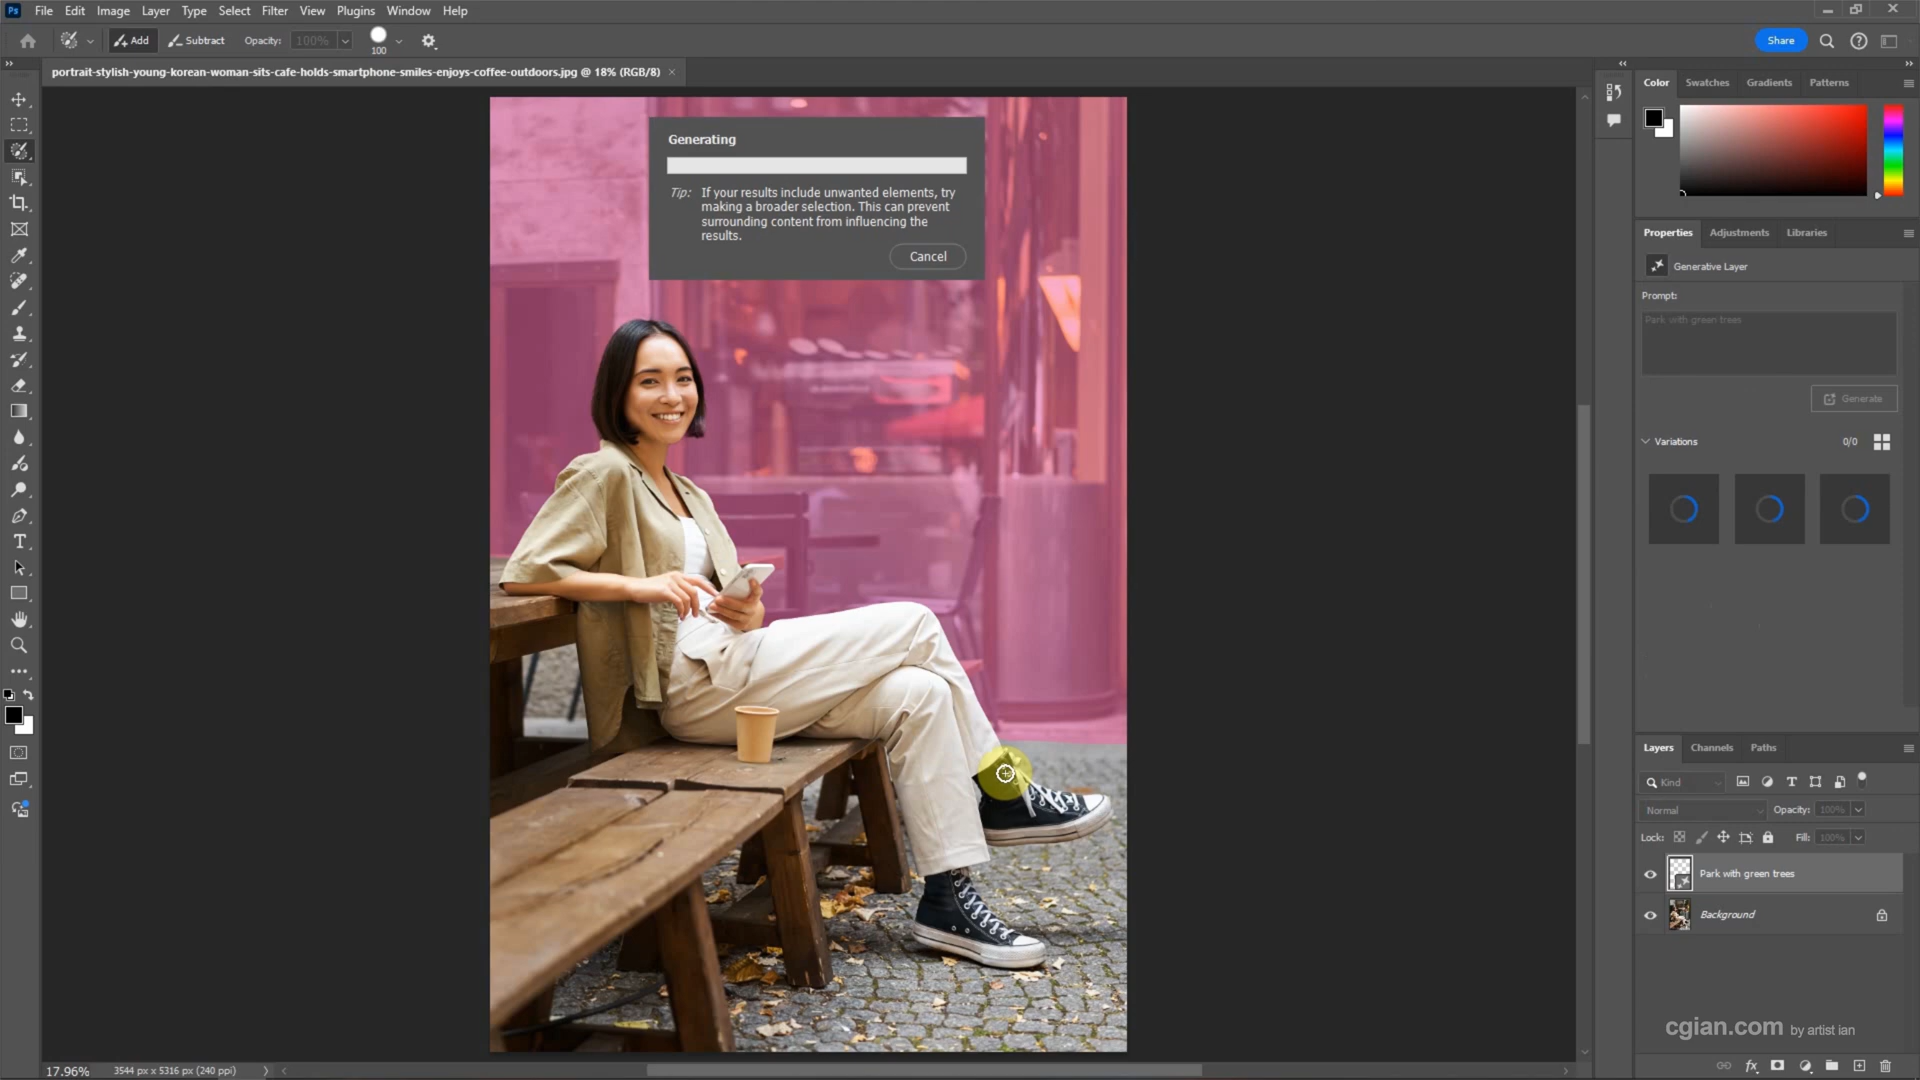 Ps File Edit Image Layer Type Select Filter View Plugins Window Help
Add Subtract Opacity: 100% 100 Share
portrait-stylish-young-korean-woman-sits-cafe-holds-smartphone-smiles-enjoys-coffee-outdoors.jpg @ 18% (RGB/8) ×
Color Swatches Gradients Patterns
Generating
Tip: If your results include unwanted elements, try
making a broader selection. This can prevent
surrounding content from influencing the
results.
Cancel
Properties Adjustments Libraries
Generative Layer
Prompt:
Park with green trees
Generate
Variations 0/0
Layers Channels Paths
Kind
Normal Opacity: 100%
Lock: Fill: 100%
Park with green trees
Background
cgian.com by artist ian
17.96% 3544 px x 5316 px (240 ppi)